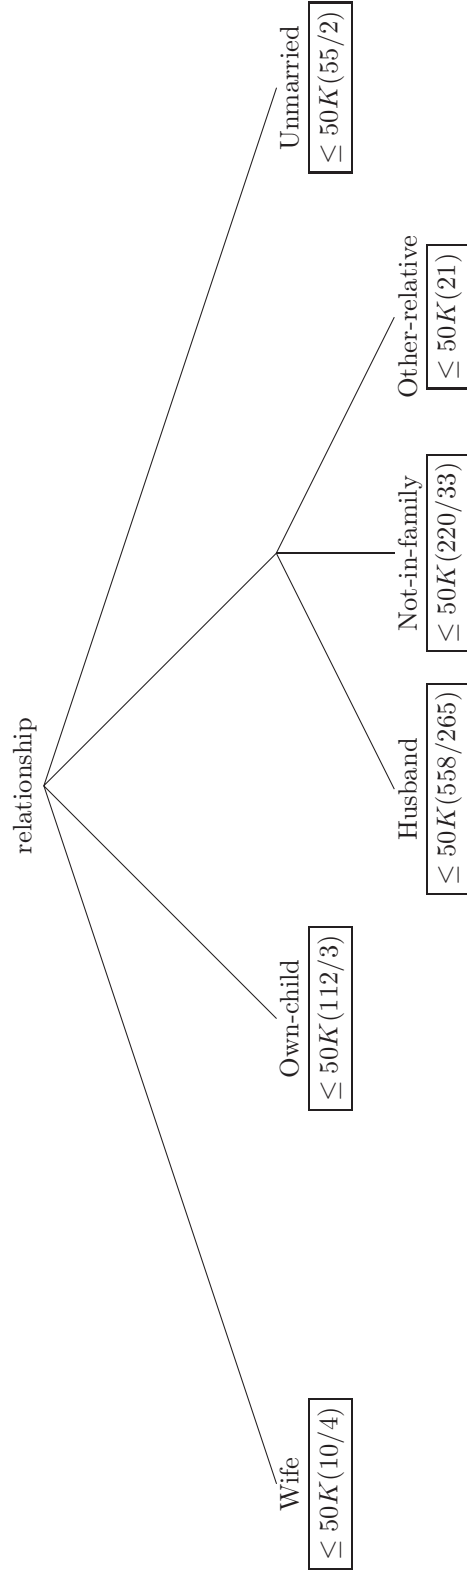 relationship
Wife
≤ 50K(10/4)
Own-child
≤ 50K(112/3)
Husband
≤ 50K(558/265)
Not-in-family
≤ 50K(220/33)
Other-relative
≤ 50K(21)
Unmarried
≤ 50K(55/2)